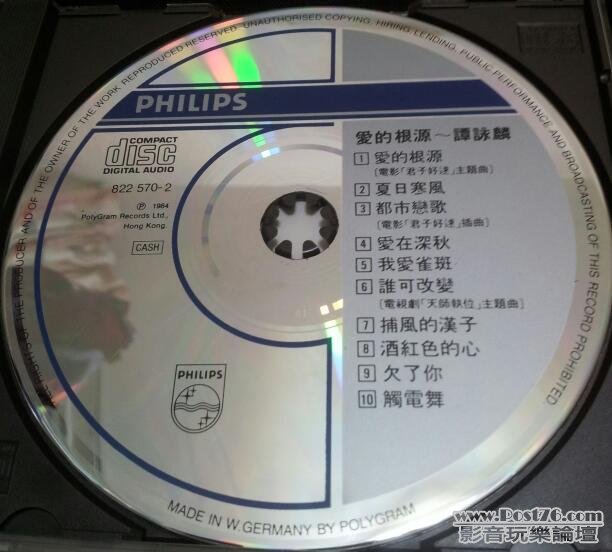 ALL RIGHTS OF THE PRODUCER AND OF THE OWNER OF THE WORK REPRODUCED RESERVED. UNAUTHORISED COPYING, HIRING, LENDING, PUBLIC PERFORMANCE AND BROADCASTING OF THIS RECORD PROHIBITED.
PHILIPS
COMPACT
disc
DIGITAL AUDIO
822 570-2
℗ 1984
PolyGram Records Ltd.,
Hong Kong.
CASH
PHILIPS
愛的根源~譚詠麟
1 愛的根源
(電影「君子好逑」主題曲)
2 夏日寒風
3 都市戀歌
(電影「君子好逑」插曲)
4 愛在深秋
5 我愛雀斑
6 誰可改變
(電視劇「天師執位」主題曲)
7 捕風的漢子
8 酒紅色的心
9 欠了你
10 觸電舞
MADE IN W. GERMANY BY POLYGRAM
www.Post76.com
影音玩樂論壇